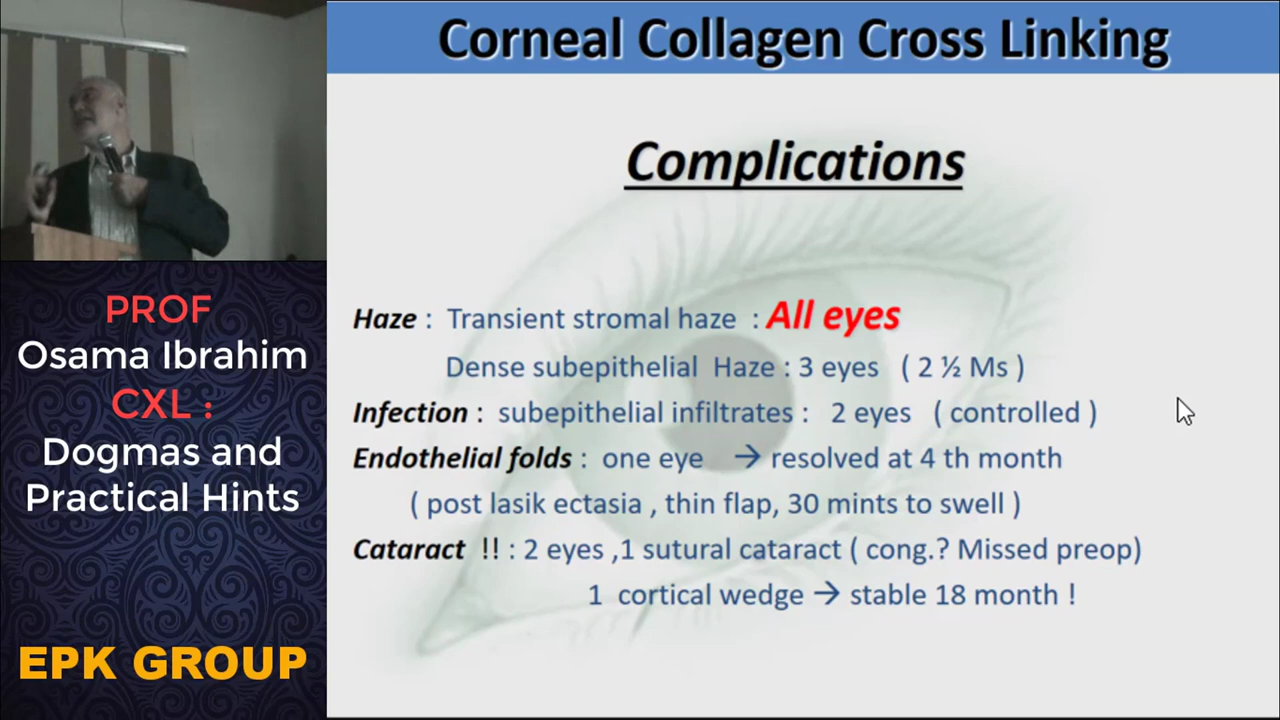 Corneal Collagen Cross Linking
Complications
Haze : Transient stromal haze : All eyes
Dense subepithelial Haze : 3 eyes ( 2 ½ Ms )
Infection : subepithelial infiltrates : 2 eyes ( controlled )
Endothelial folds : one eye → resolved at 4 th month
( post lasik ectasia , thin flap, 30 mints to swell )
Cataract !! : 2 eyes ,1 sutural cataract ( cong.? Missed preop)
1 cortical wedge → stable 18 month !
PROF
Osama Ibrahim
CXL :
Dogmas and
Practical Hints
EPK GROUP